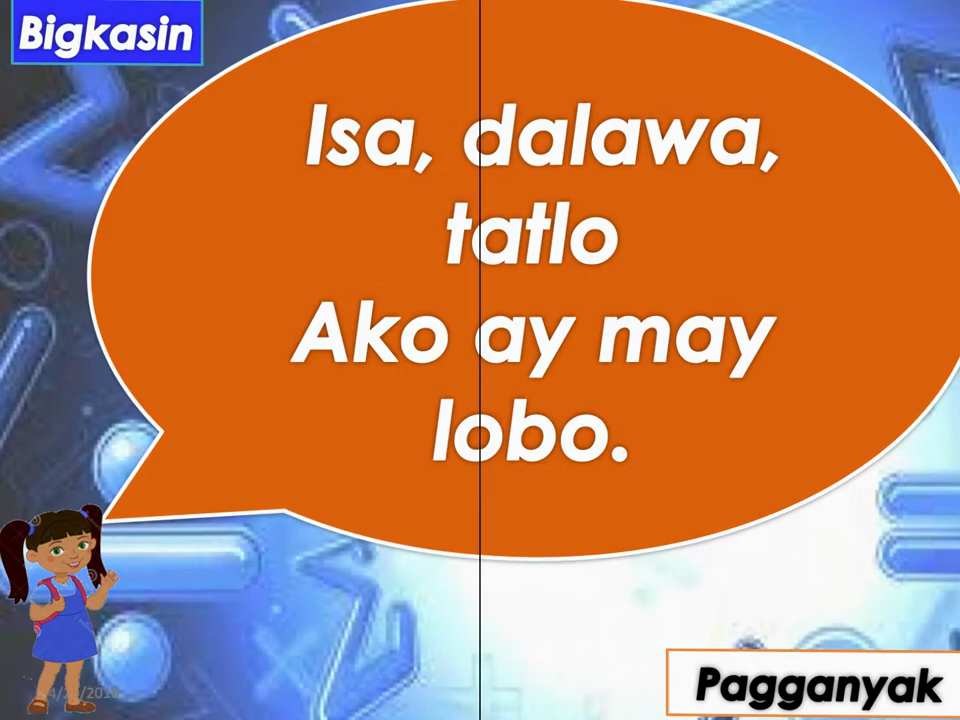 Bigkasin
Isa, dalawa,
tatlo
Ako ay may
lobo.
Pagganyak